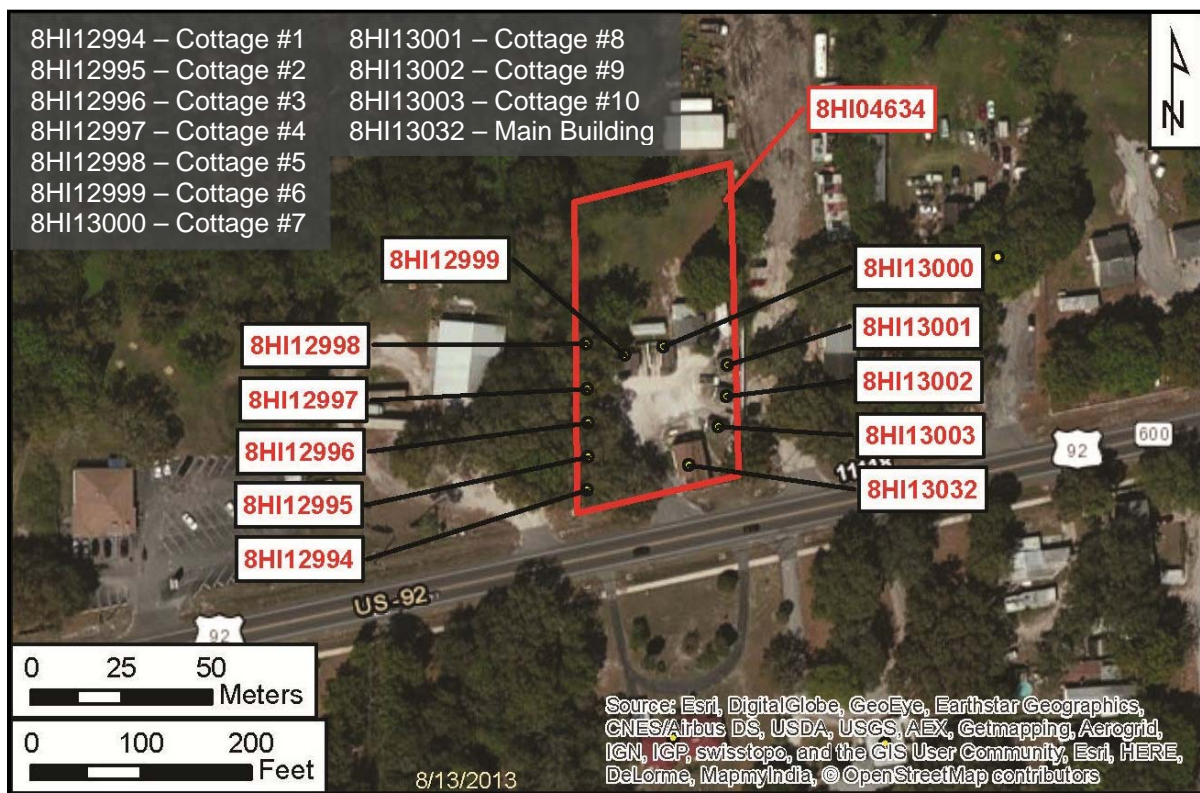 8HI12994 – Cottage #1
8HI12995 – Cottage #2
8HI12996 – Cottage #3
8HI12997 – Cottage #4
8HI12998 – Cottage #5
8HI12999 – Cottage #6
8HI13000 – Cottage #7
8HI13001 – Cottage #8
8HI13002 – Cottage #9
8HI13003 – Cottage #10
8HI13032 – Main Building
N
8HI04634
8HI12999
8HI13000
8HI12998
8HI13001
8HI12997
8HI13002
8HI12996
8HI13003
8HI12995
8HI13032
8HI12994
92
600
US-92
92
0 25 50
Meters
0 100 200
Feet
8/13/2013
Source: Esri, DigitalGlobe, GeoEye, Earthstar Geographics,
CNES/Airbus DS, USDA, USGS, AEX, Getmapping, Aerogrid,
IGN, IGP, swisstopo, and the GIS User Community, Esri, HERE,
DeLorme, MapmyIndia, © OpenStreetMap contributors